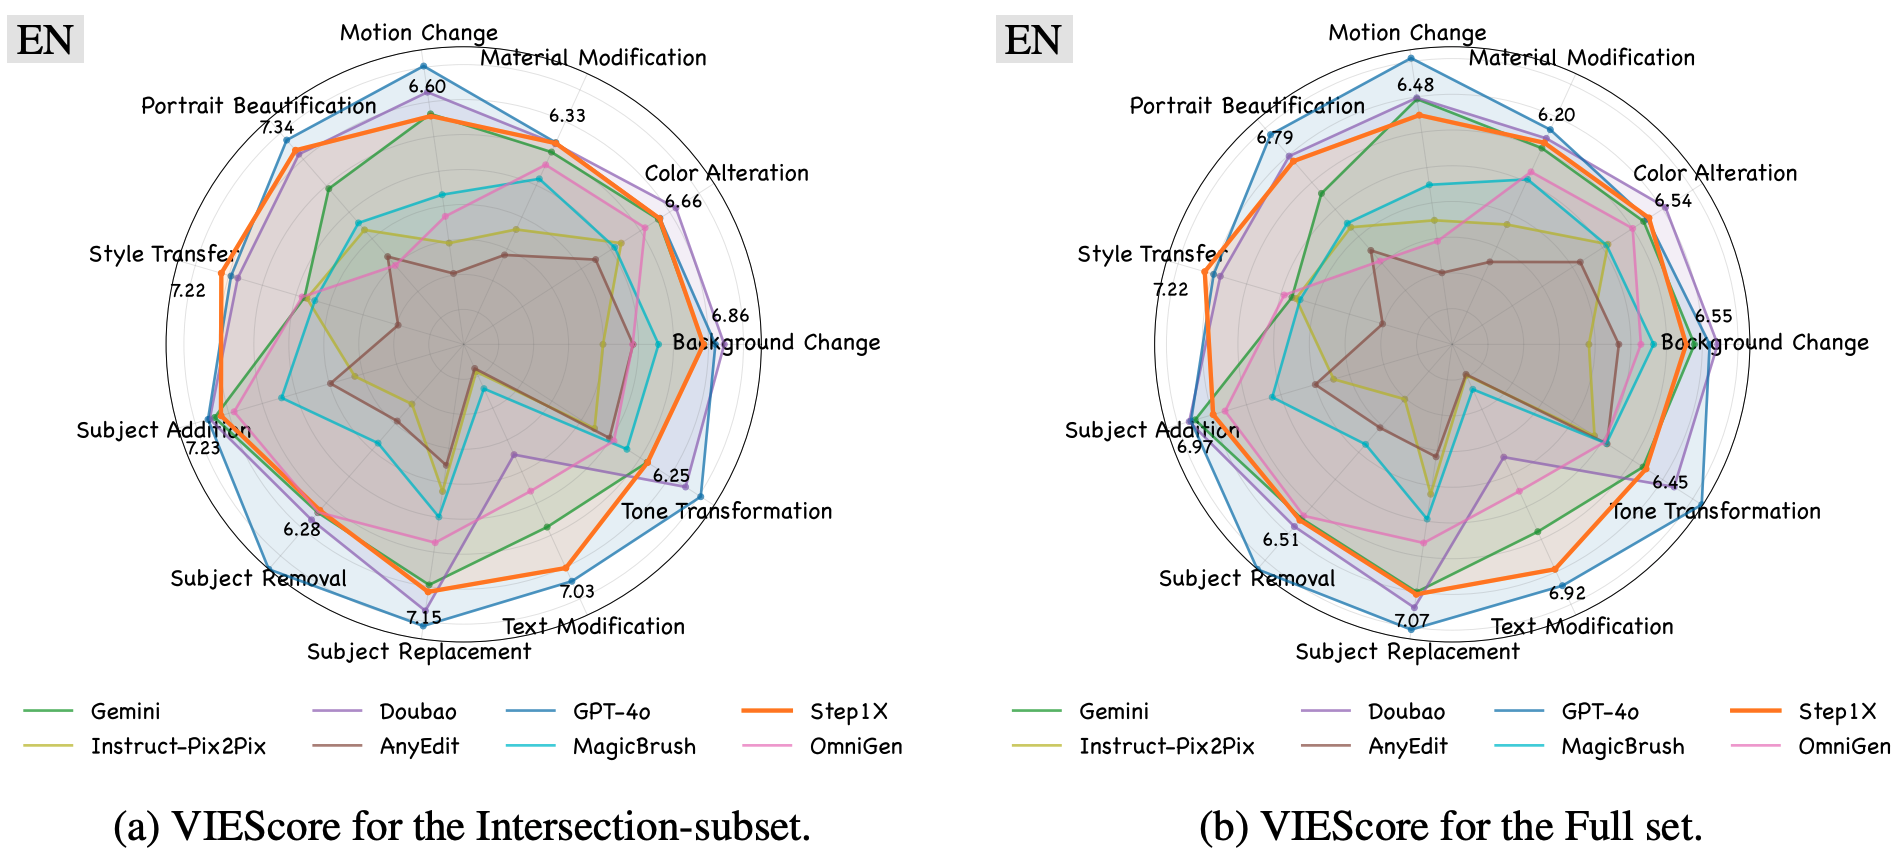 EN
Motion Change
Material Modification
6.60
6.33
Portrait Beautification
7.34
Color Alteration
6.66
Style Transfer
7.22
6.86
Background Change
Subject Addition
7.23
6.25
Tone Transformation
6.28
Subject Removal
7.03
7.15
Text Modification
Subject Replacement
Gemini
Doubao
GPT-4o
Step1X
Instruct-Pix2Pix
AnyEdit
MagicBrush
OmniGen
(a) VIEScore for the Intersection-subset.
EN
Motion Change
Material Modification
6.48
6.20
Portrait Beautification
6.79
Color Alteration
6.54
Style Transfer
7.22
6.55
Background Change
Subject Addition
6.97
6.45
Tone Transformation
6.51
Subject Removal
6.92
7.07
Text Modification
Subject Replacement
Gemini
Doubao
GPT-4o
Step1X
Instruct-Pix2Pix
AnyEdit
MagicBrush
OmniGen
(b) VIEScore for the Full set.